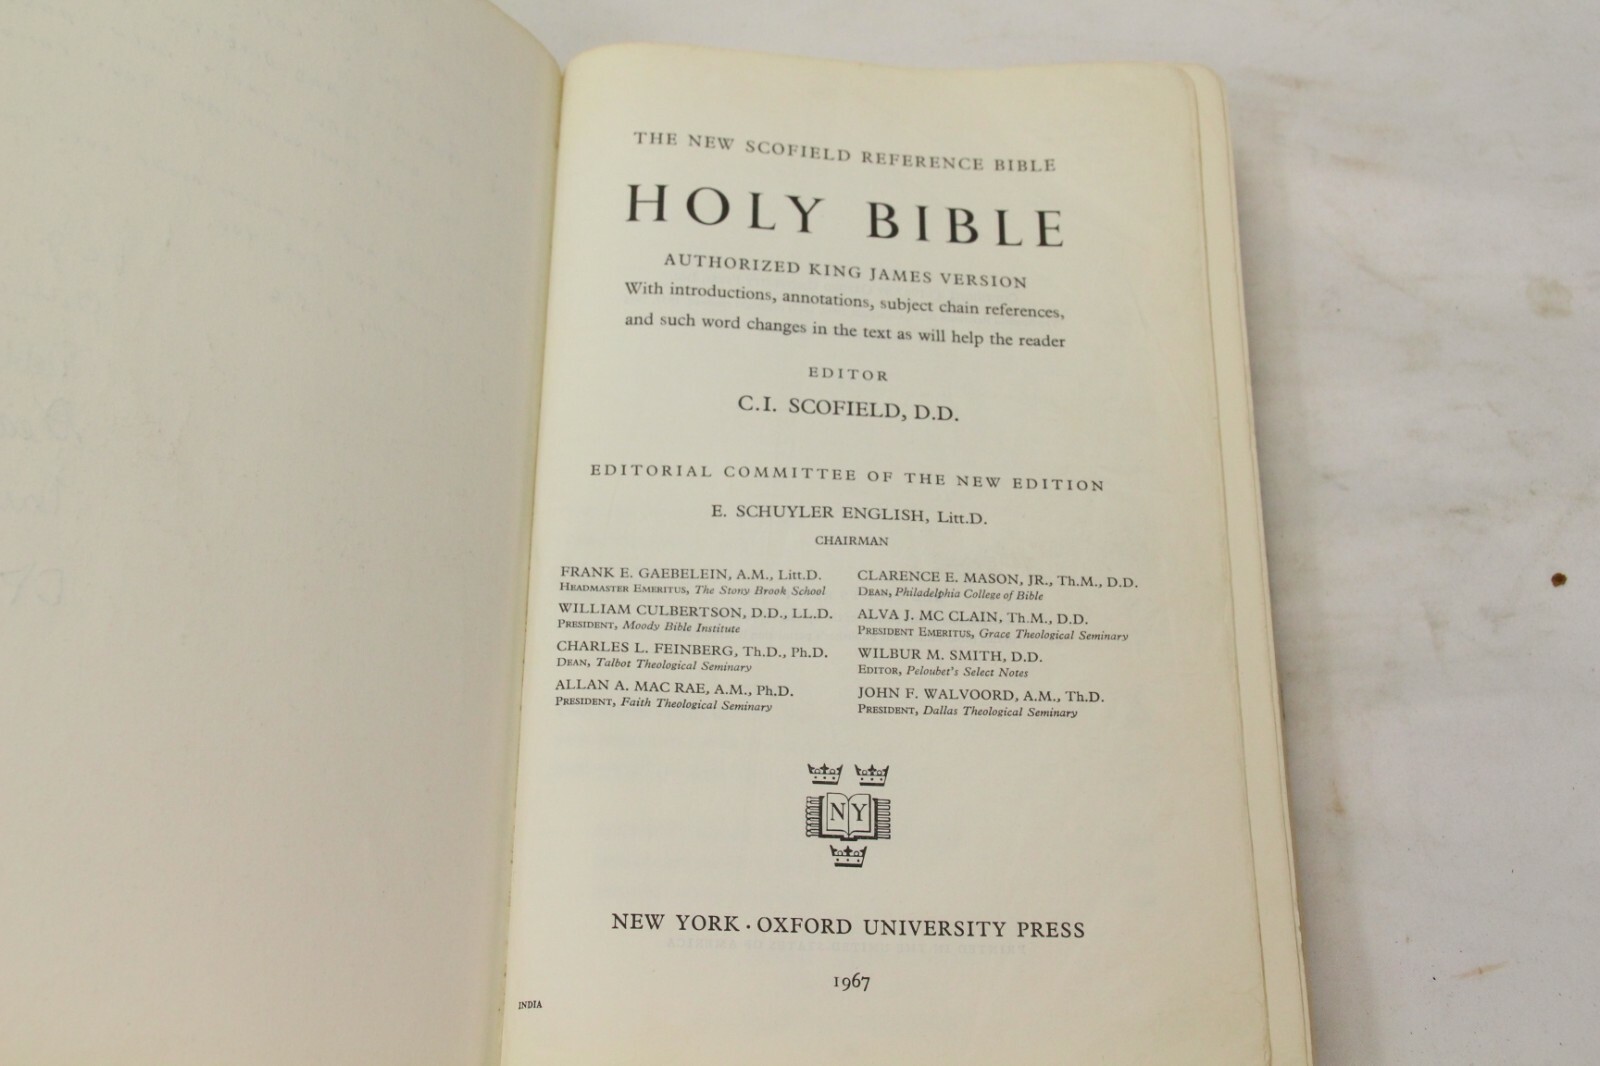 THE NEW SCOFIELD REFERENCE BIBLE
HOLY BIBLE
AUTHORIZED KING JAMES VERSION
With introductions, annotations, subject chain references,
and such word changes in the text as will help the reader
EDITOR
C.I. SCOFIELD, D.D.
EDITORIAL COMMITTEE OF THE NEW EDITION
E. SCHUYLER ENGLISH, Litt.D.
CHAIRMAN
FRANK E. GAEBELEIN, A.M., Litt.D.
HEADMASTER EMERITUS, The Stony Brook School
WILLIAM CULBERTSON, D.D., LL.D.
PRESIDENT, Moody Bible Institute
CHARLES L. FEINBERG, Th.D., Ph.D.
DEAN, Talbot Theological Seminary
ALLAN A. MAC RAE, A.M., Ph.D.
PRESIDENT, Faith Theological Seminary
CLARENCE E. MASON, JR., Th.M., D.D.
DEAN, Philadelphia College of Bible
ALVA J. MC CLAIN, Th.M., D.D.
PRESIDENT EMERITUS, Grace Theological Seminary
WILBUR M. SMITH, D.D.
EDITOR, Peloubet's Select Notes
JOHN F. WALVOORD, A.M., Th.D.
PRESIDENT, Dallas Theological Seminary
NY
NEW YORK · OXFORD UNIVERSITY PRESS
1967
INDIA